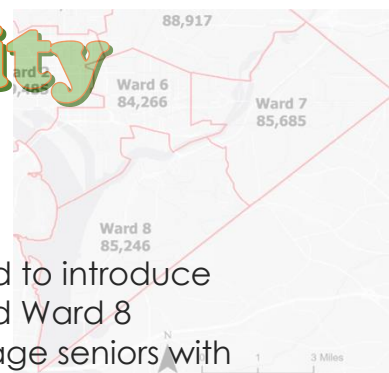 88,917
ity
Ward 6
84,266
Ward 7
85,685
Ward 8
85,246
d to introduce
d Ward 8
age seniors with
N
1
3 Miles